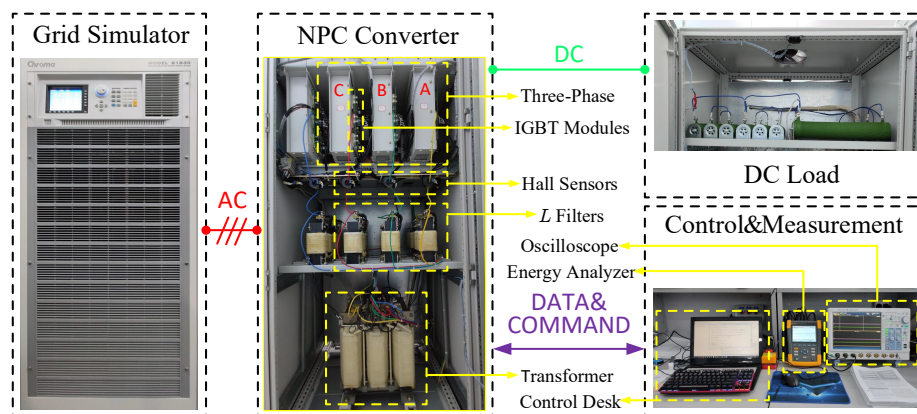 Grid Simulator
Chroma
AC
NPC Converter
C
B
A
DC
Three-Phase
IGBT Modules
Hall Sensors
L Filters
Oscilloscope
Energy Analyzer
DATA&
COMMAND
Transformer
Control Desk
DC Load
Control&Measurement